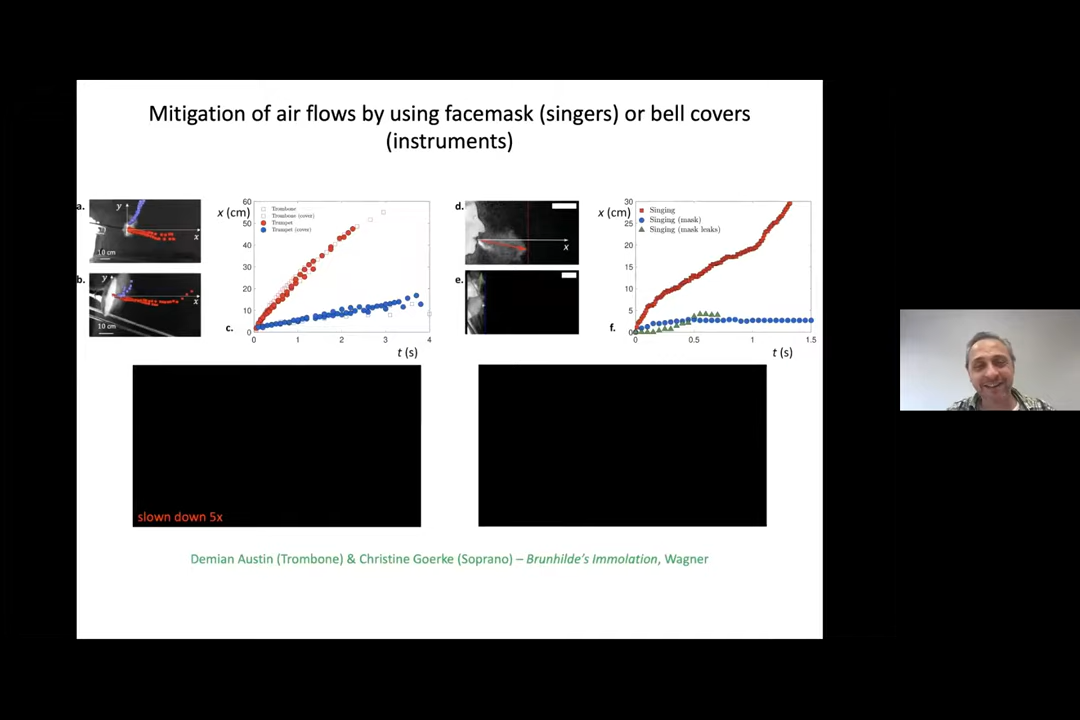 Mitigation of air flows by using facemask (singers) or bell covers
(instruments)
a.
y
x
10 cm
b.
x
10 cm
x (cm)
60
50
40
30
20
10
0
Trombone
Trombone (cover)
Trumpet
Trumpet (cover)
c.
0 1 2 3 4
t (s)
d.
x
e.
x (cm)
30
25
20
15
10
5
0
Singing
Singing (mask)
Singing (mask leaks)
f.
0 0.5 1 1.5
t (s)
slown down 5x
Demian Austin (Trombone) & Christine Goerke (Soprano) – Brunhilde's Immolation, Wagner